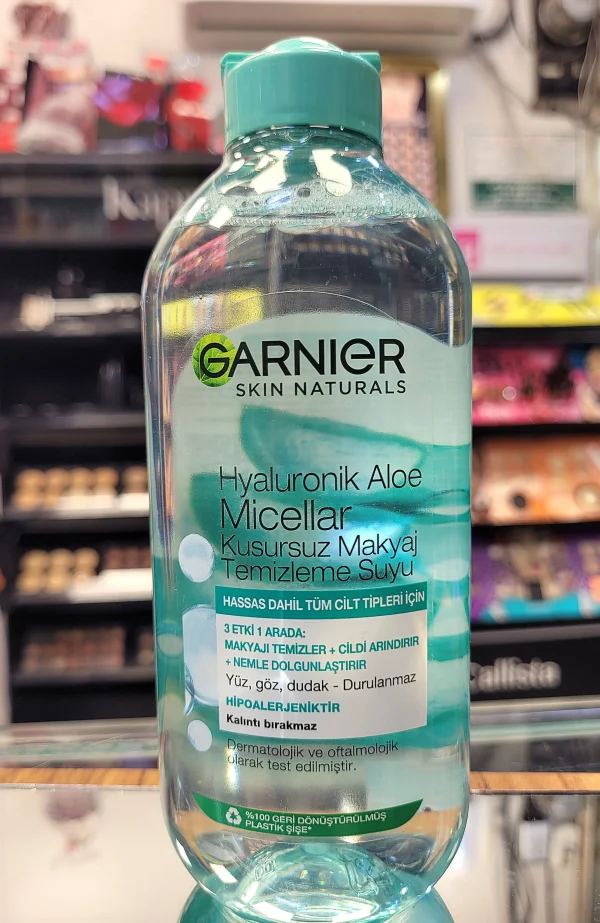 GARNIER
SKIN NATURALS
Hyaluronik Aloe
Micellar
Kusursuz Makyaj
Temizleme Suyu
HASSAS DAHİL TÜM CİLT TİPLERİ İÇİN
3 ETKİ 1 ARADA:
MAKYAJI TEMİZLER + CİLDİ ARINDIRIR
+ NEMLE DOLGUNLAŞTIRIR
Yüz, göz, dudak - Durulanmaz
HİPOALERJENİKTİR
Kalıntı bırakmaz
Dermatolojik ve oftalmolojik
olarak test edilmiştir.
%100 GERİ DÖNÜŞTÜRÜLMÜŞ
PLASTİK ŞİŞE*
Callista